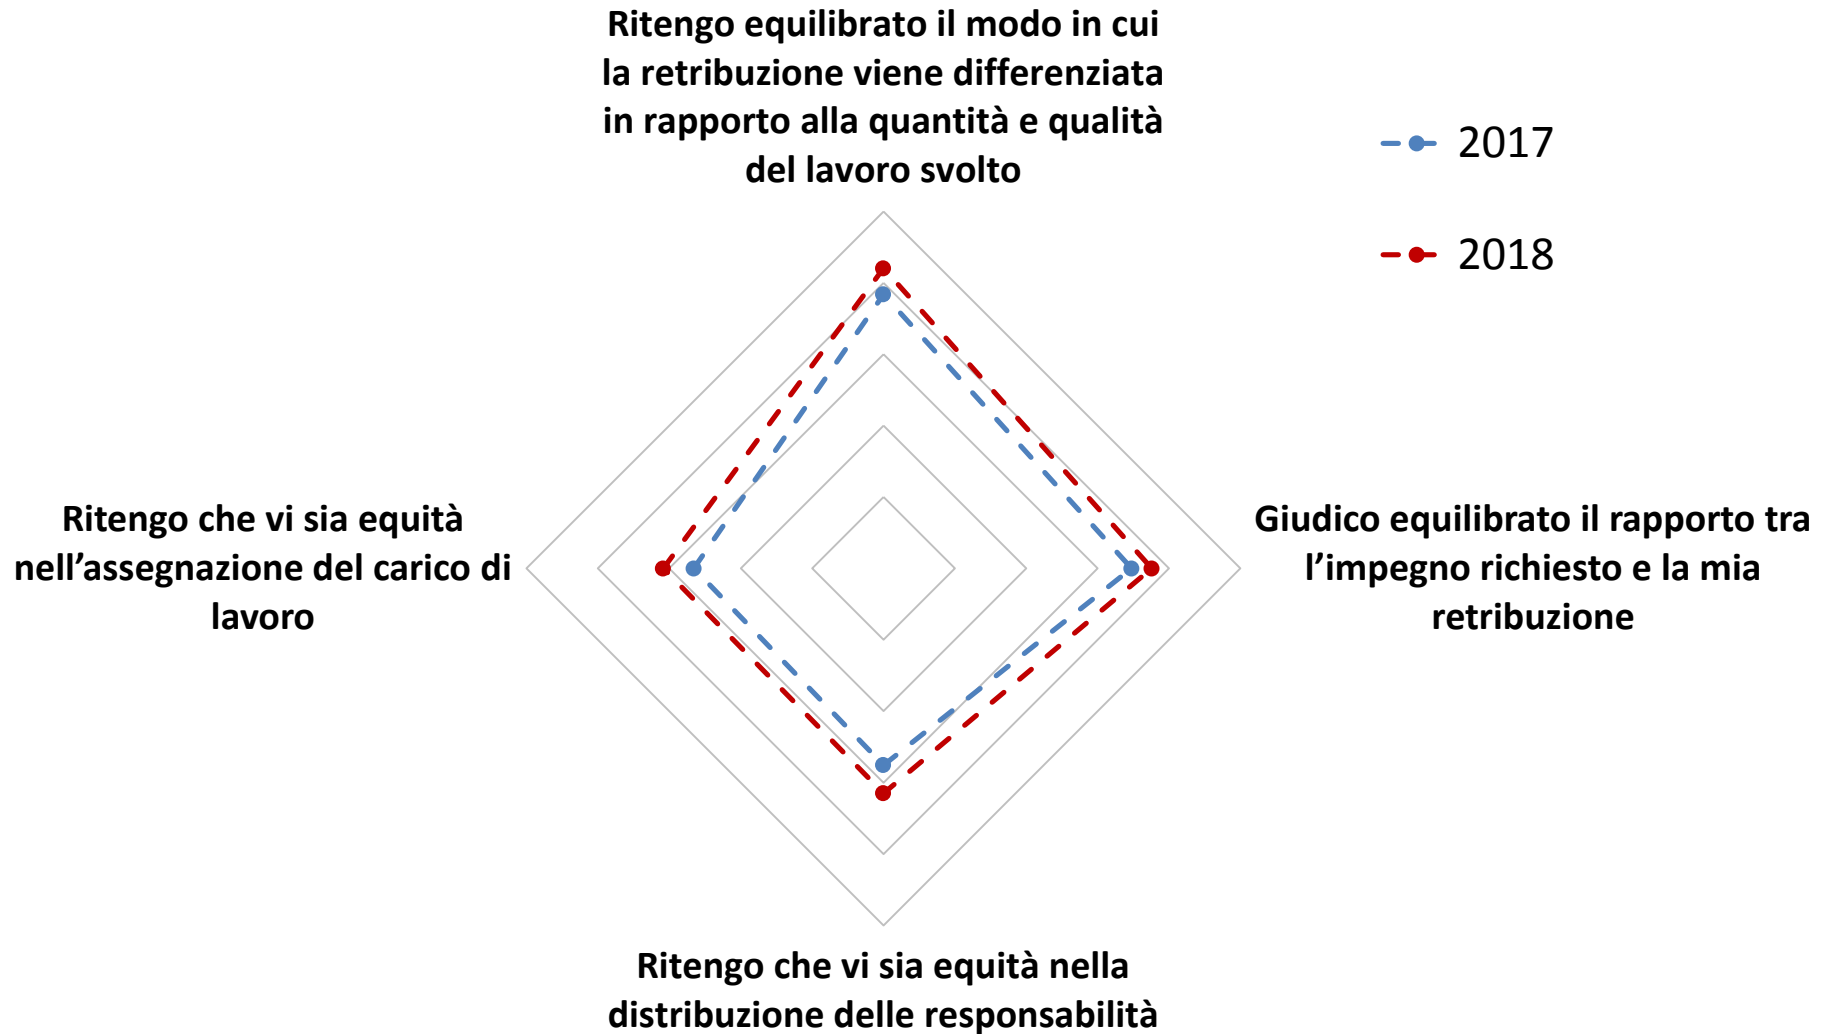 Ritengo equilibrato il modo in cui
la retribuzione viene differenziata
in rapporto alla quantità e qualità
del lavoro svolto
2017
2018
Ritengo che vi sia equità
nell’assegnazione del carico di
lavoro
Giudico equilibrato il rapporto tra
l’impegno richiesto e la mia
retribuzione
Ritengo che vi sia equità nella
distribuzione delle responsabilità